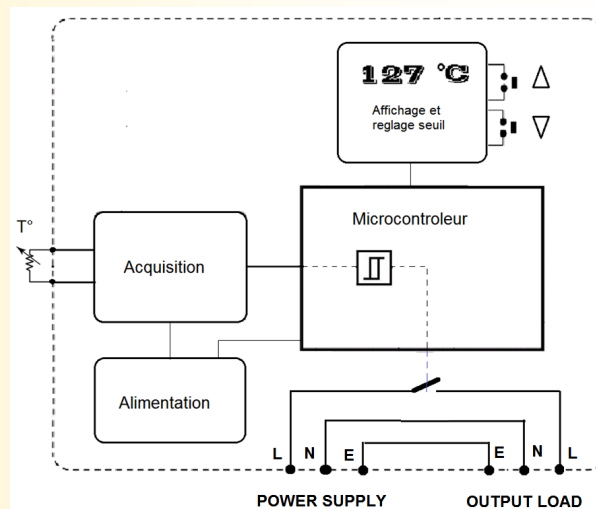 127 °C
Affichage et
reglage seuil
Microcontroleur
T°
Acquisition
Alimentation
L N E E N L
POWER SUPPLY OUTPUT LOAD